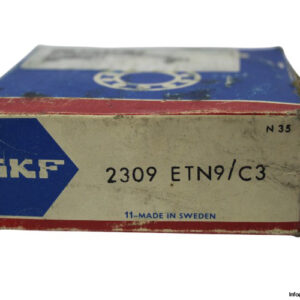 N 35
SKF
2309 ETN9/C3
11-MADE IN SWEDEN